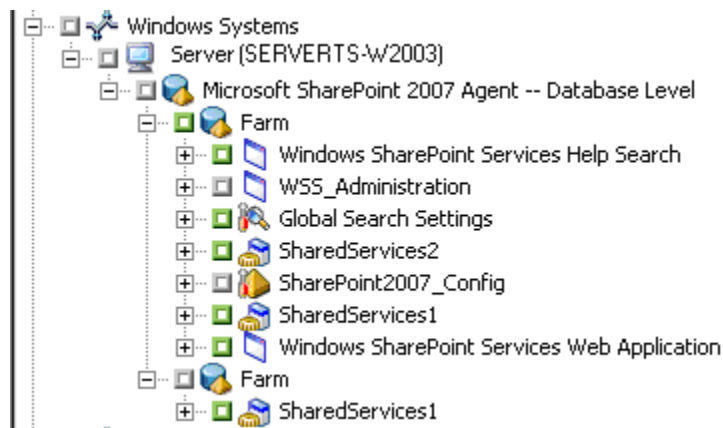 Windows Systems
Server (SERVERTS-W2003)
Microsoft SharePoint 2007 Agent -- Database Level
Farm
Windows SharePoint Services Help Search
WSS_Administration
Global Search Settings
SharedServices2
SharePoint2007_Config
SharedServices1
Windows SharePoint Services Web Application
Farm
SharedServices1